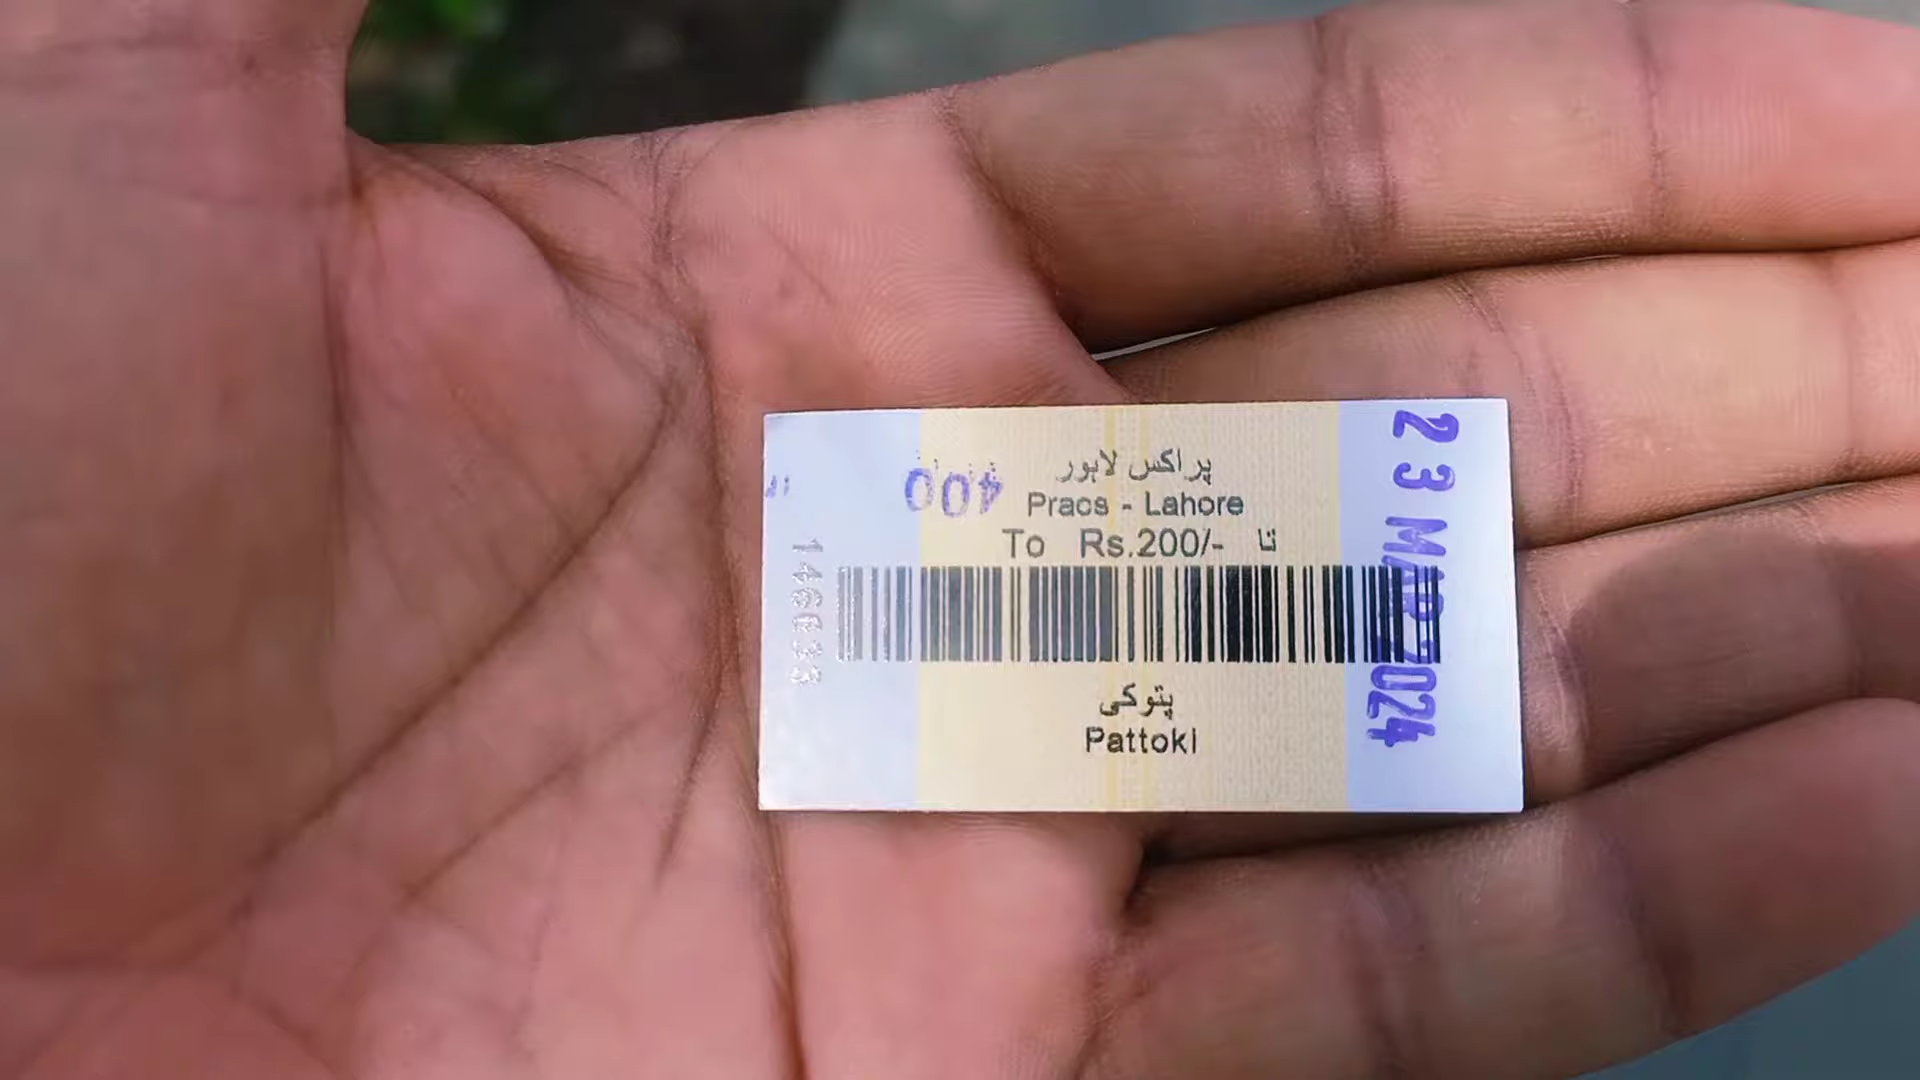 پراکس لاہور
Pracs - Lahore
To Rs.200/- تا
پتوکی
Pattoki
400
146633
23 MAR 2024